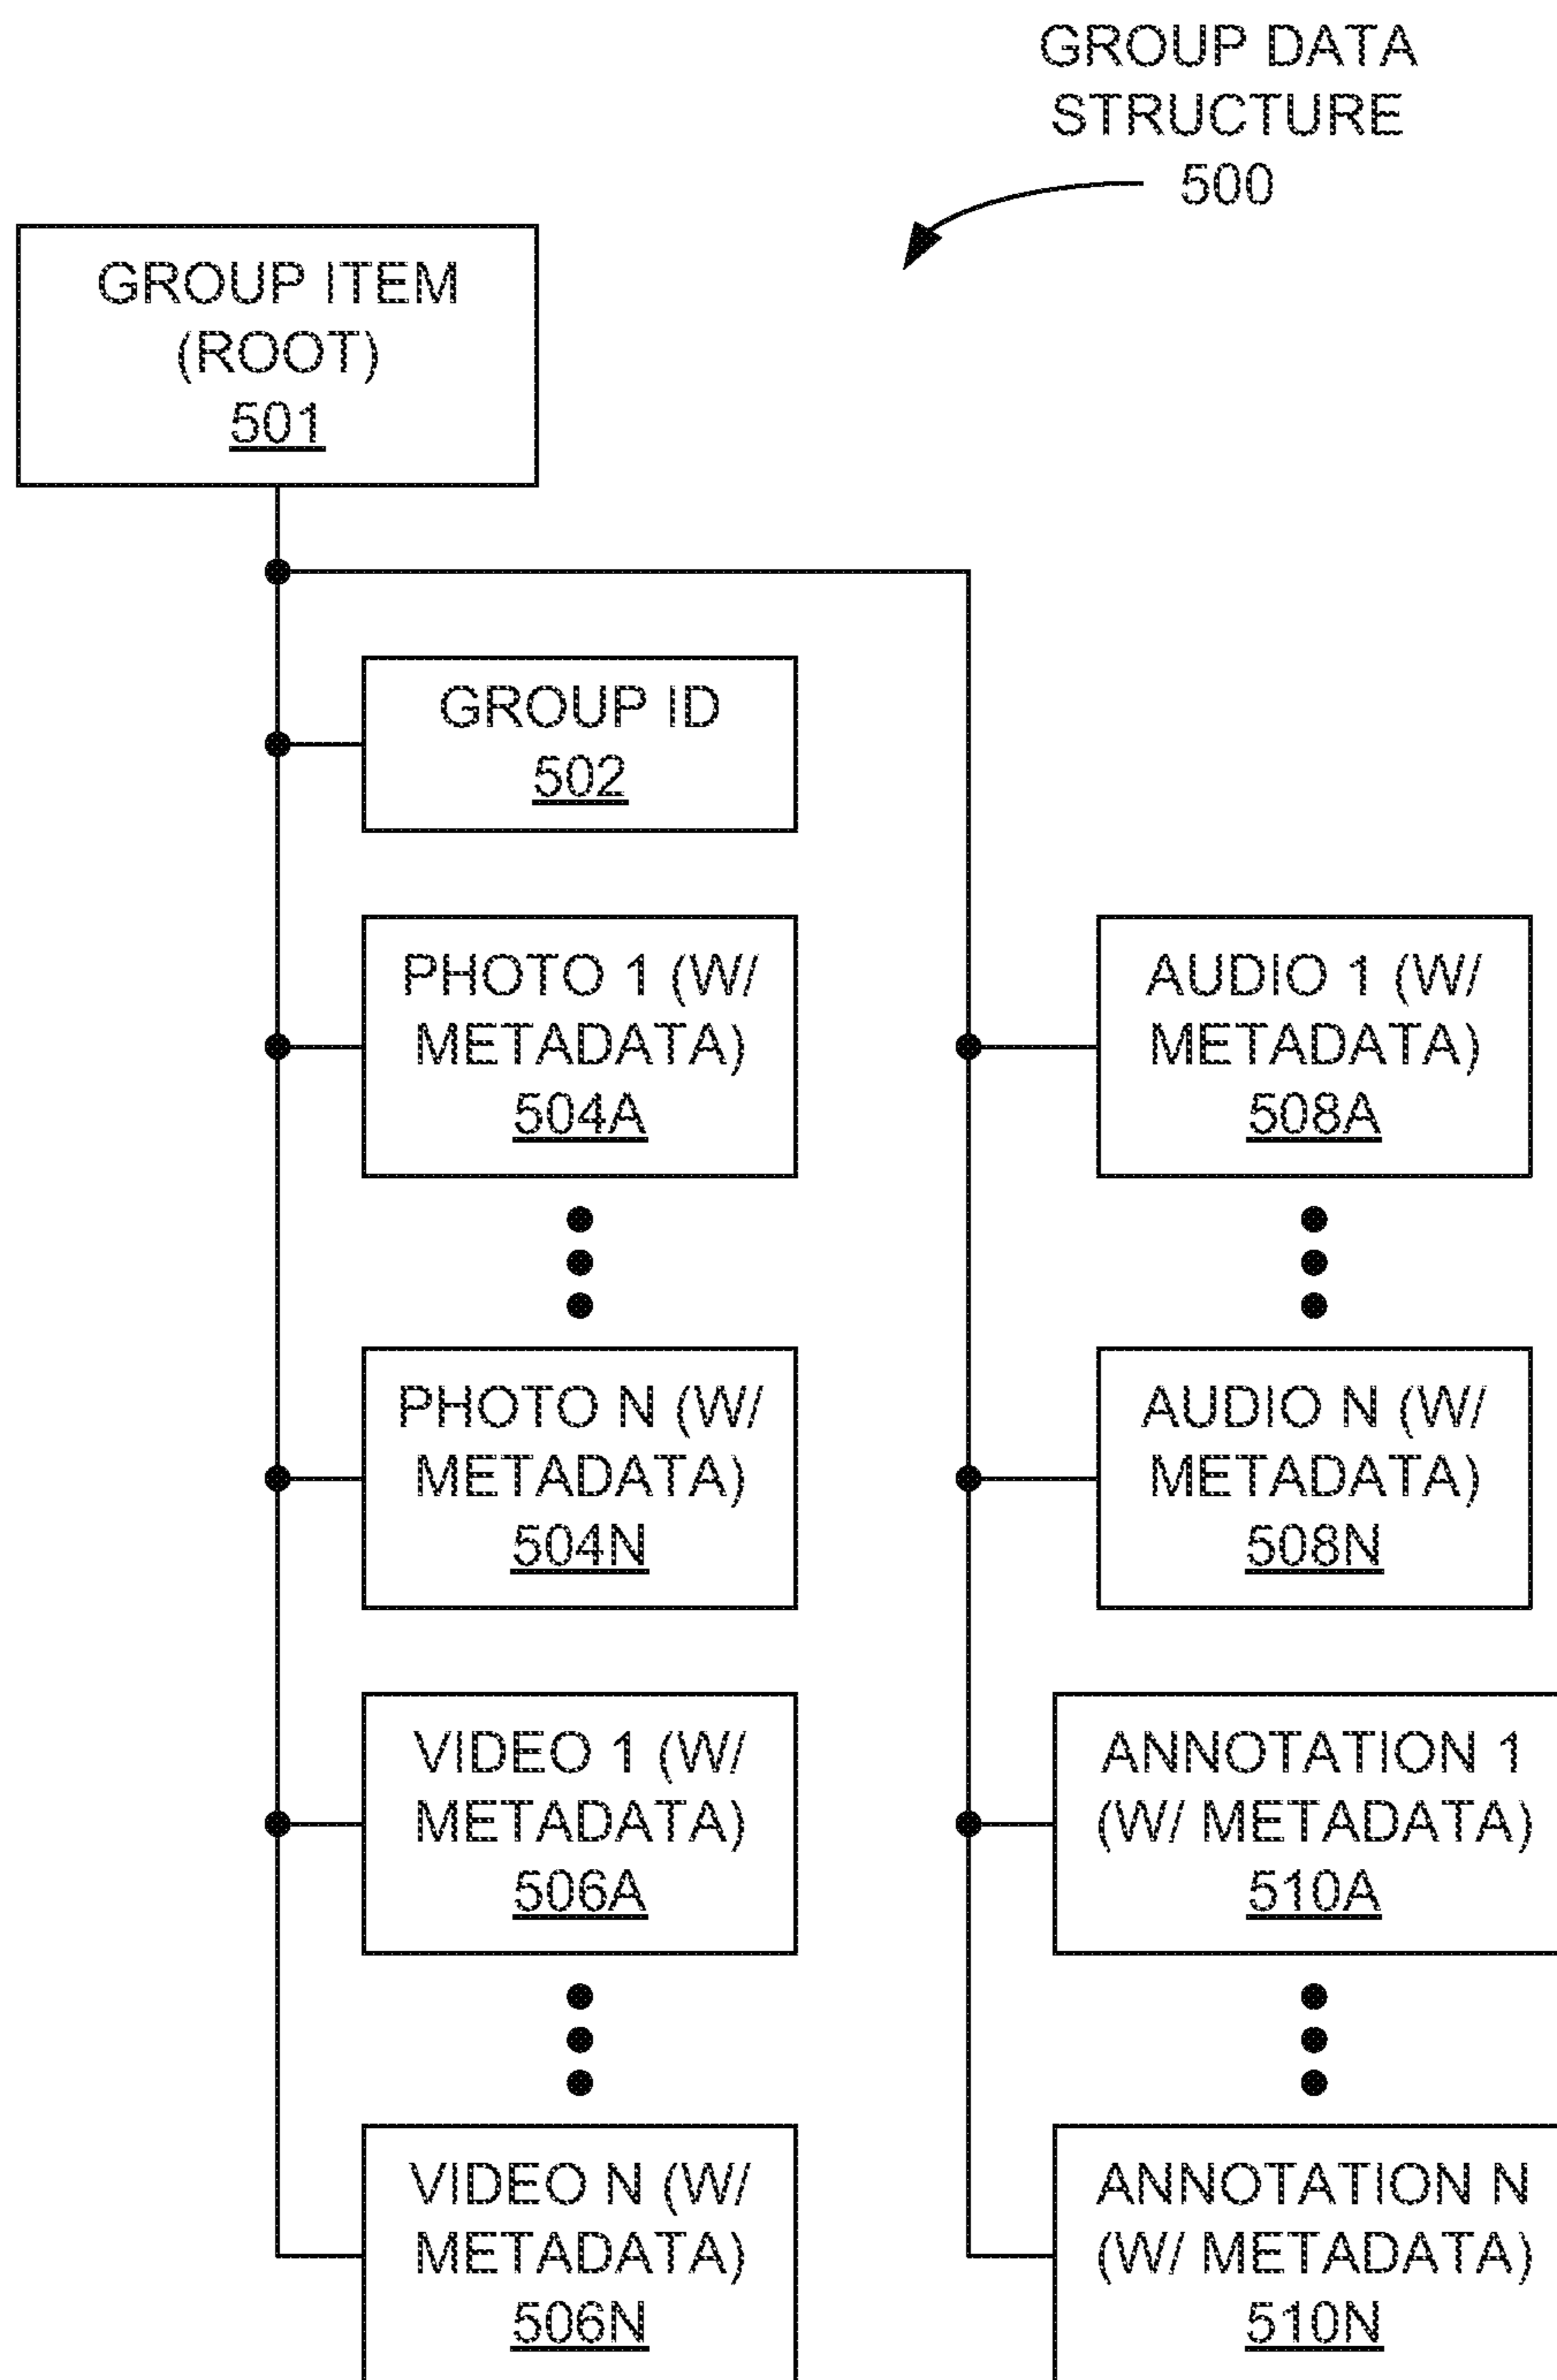 GROUP DATA
STRUCTURE
500
GROUP ITEM
(ROOT)
501
GROUP ID
502
PHOTO 1 (W/
METADATA)
504A
PHOTO N (W/
METADATA)
504N
VIDEO 1 (W/
METADATA)
506A
VIDEO N (W/
METADATA)
506N
AUDIO 1 (W/
METADATA)
508A
AUDIO N (W/
METADATA)
508N
ANNOTATION 1
(W/ METADATA)
510A
ANNOTATION N
(W/ METADATA)
510N